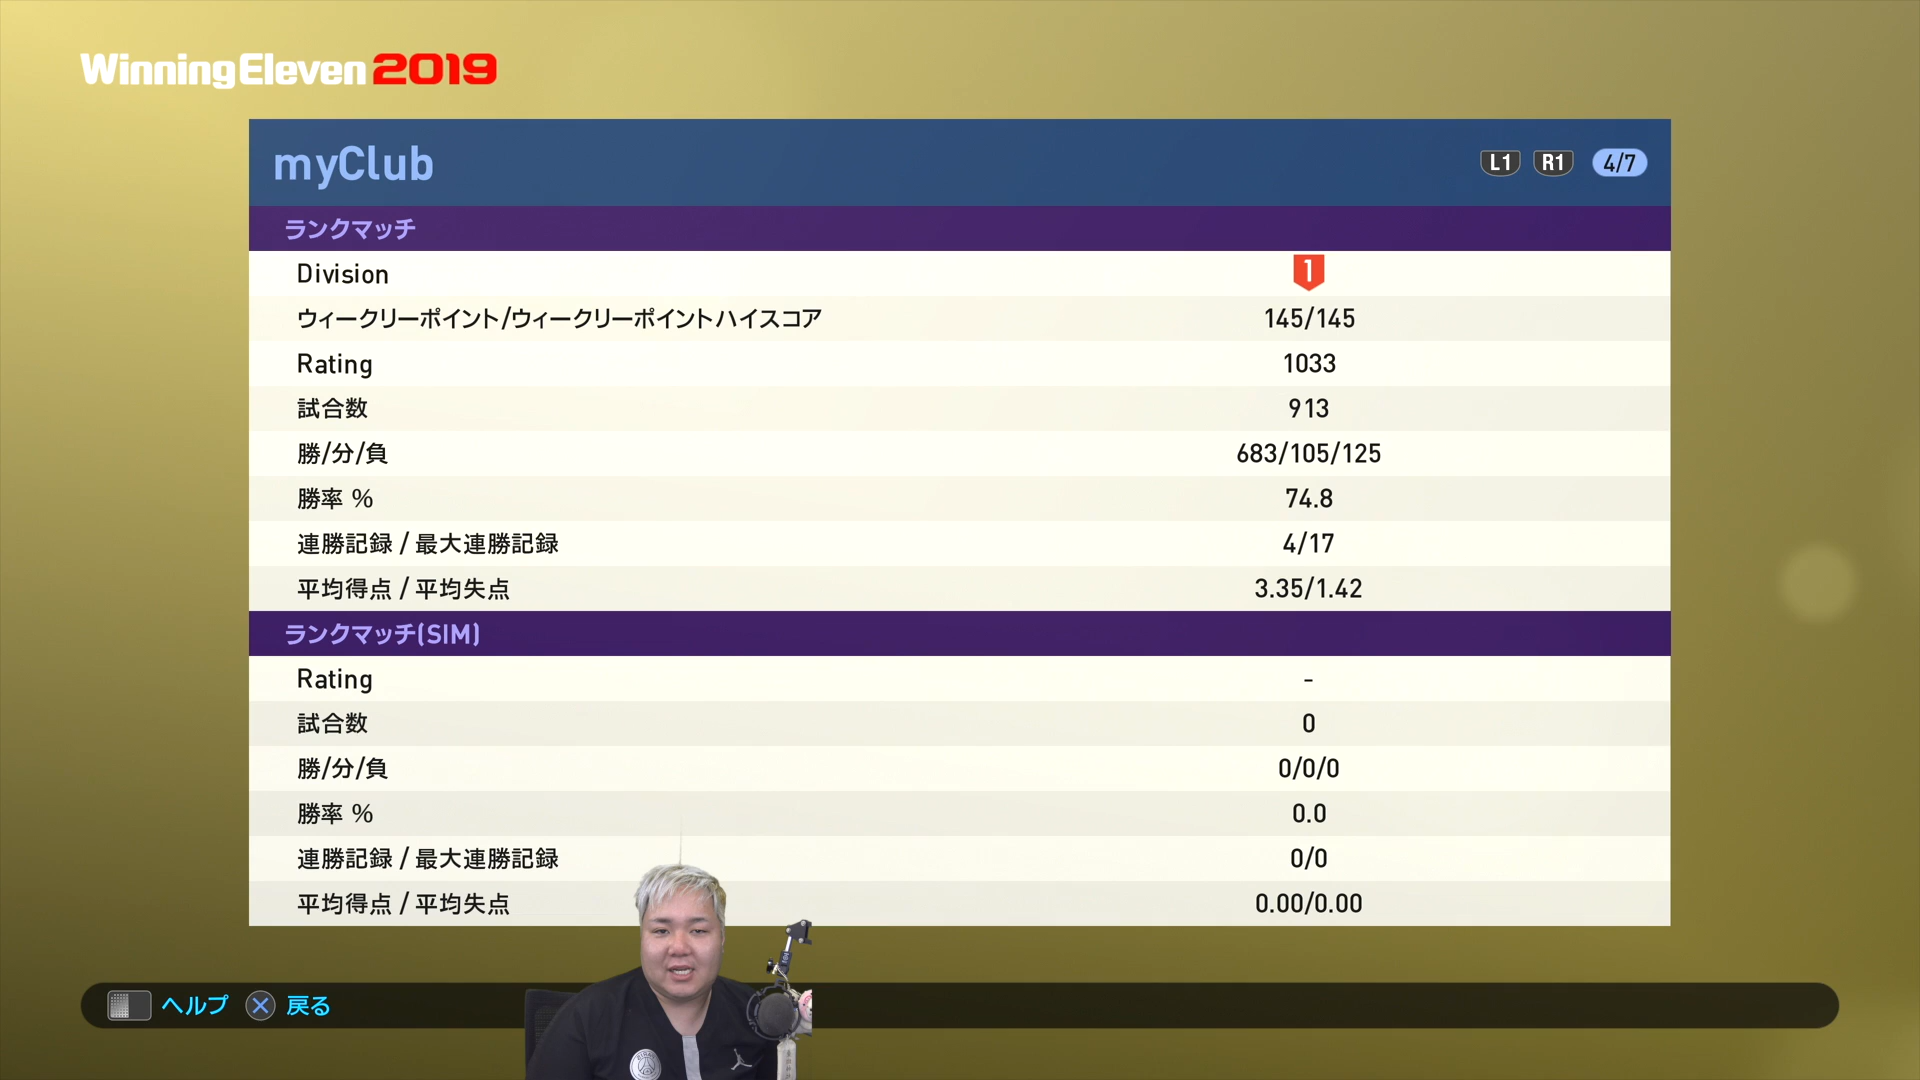 Winning Eleven 2019
myClub L1 R1 4/7
ランクマッチ
Division 1
ウィークリーポイント/ウィークリーポイントハイスコア 145/145
Rating 1033
試合数 913
勝/分/負 683/105/125
勝率 % 74.8
連勝記録 / 最大連勝記録 4/17
平均得点 / 平均失点 3.35/1.42
ランクマッチ(SIM)
Rating -
試合数 0
勝/分/負 0/0/0
勝率 % 0.0
連勝記録 / 最大連勝記録 0/0
平均得点 / 平均失点 0.00/0.00
ヘルプ 戻る